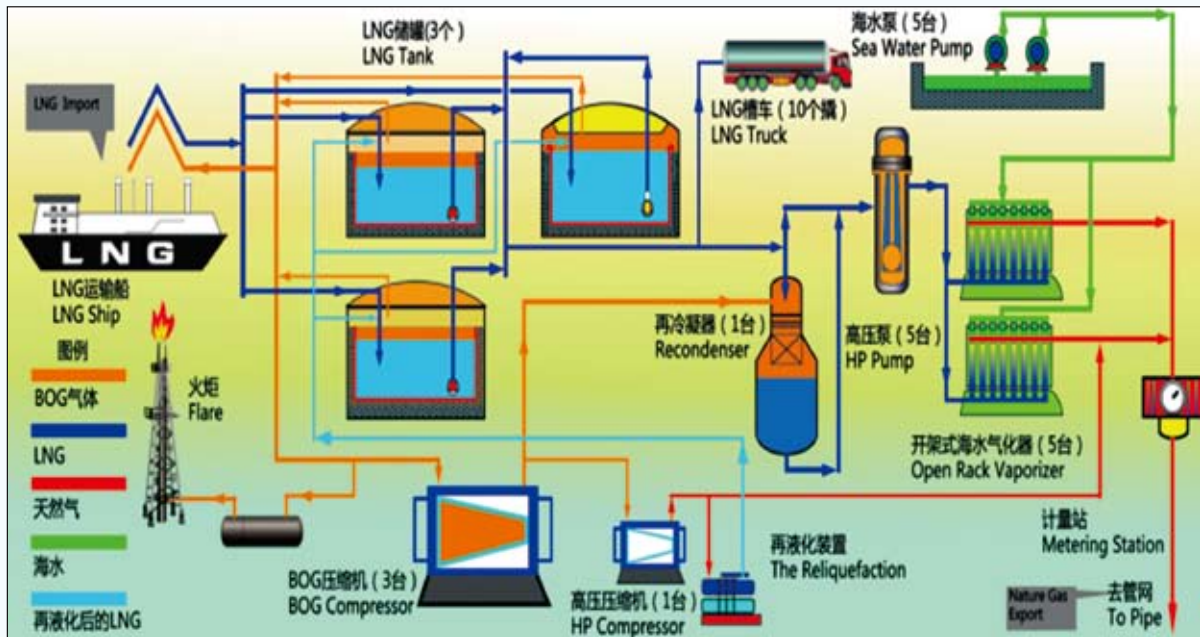 LNG Import
LNG储罐(3个)
LNG Tank
LNG槽车(10个撬)
LNG Truck
海水泵(5台)
Sea Water Pump
LNG
LNG运输船
LNG Ship
图例
BOG气体
LNG
天然气
海水
再液化后的LNG
火炬
Flare
再冷凝器(1台)
Recondenser
高压泵(5台)
HP Pump
开架式海水气化器(5台)
Open Rack Vaporizer
BOG压缩机(3台)
BOG Compressor
高压压缩机(1台)
HP Compressor
再液化装置
The Reliquefaction
计量站
Metering Station
Nature Gas
Export
去管网
To Pipe